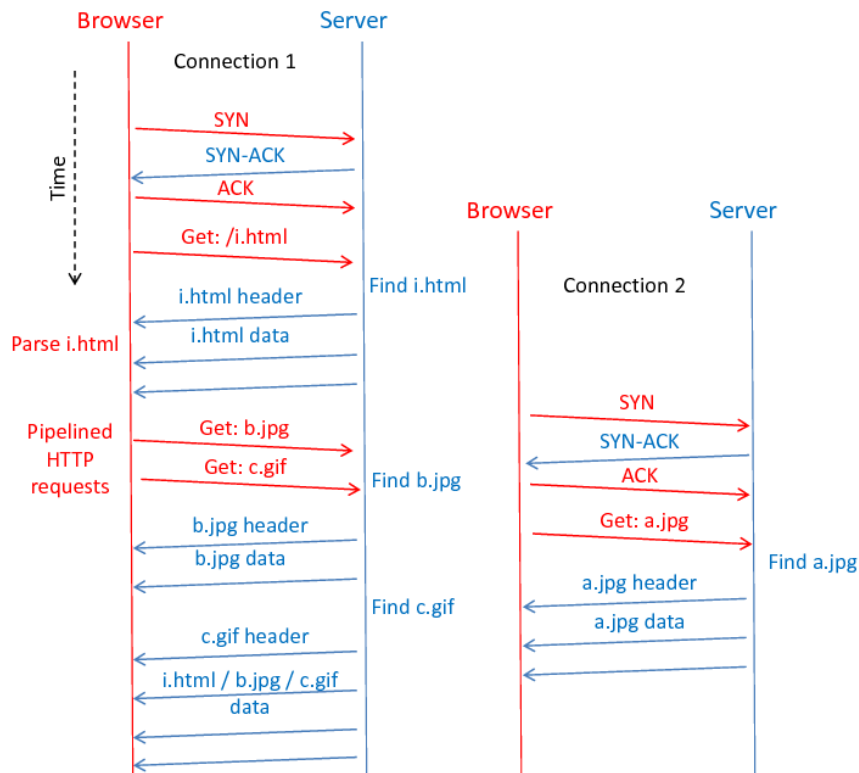 Browser
Server
Connection 1
Time
SYN
SYN-ACK
ACK
Get: /i.html
Find i.html
i.html header
i.html data
Parse i.html
Pipelined
HTTP
requests
Get: b.jpg
Get: c.gif
Find b.jpg
b.jpg header
b.jpg data
Find c.gif
c.gif header
i.html / b.jpg / c.gif
data
Browser
Server
Connection 2
SYN
SYN-ACK
ACK
Get: a.jpg
Find a.jpg
a.jpg header
a.jpg data